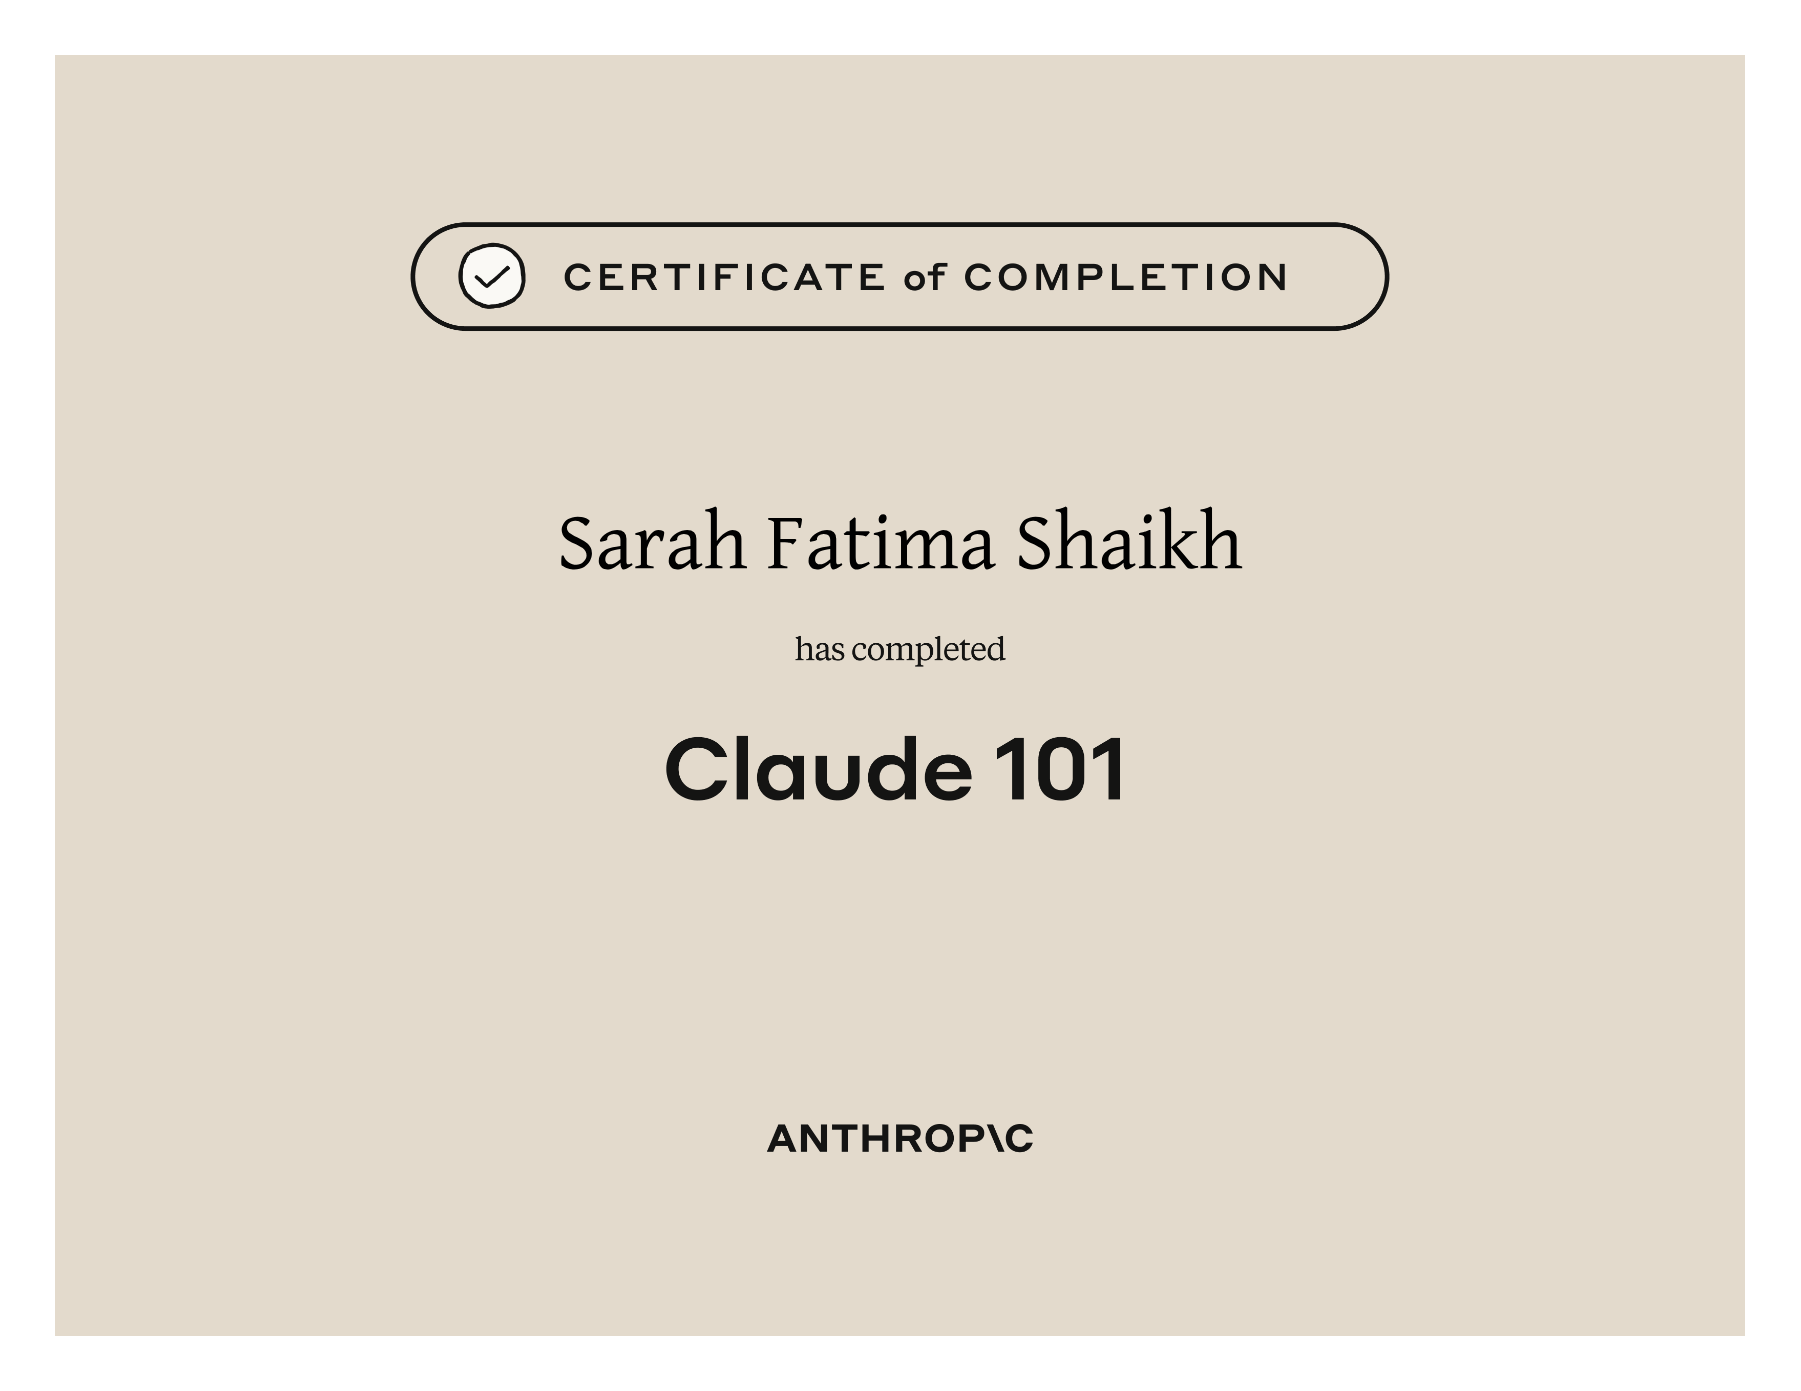 CERTIFICATE of COMPLETION
Sarah Fatima Shaikh
has completed
Claude 101
ANTHROP\C